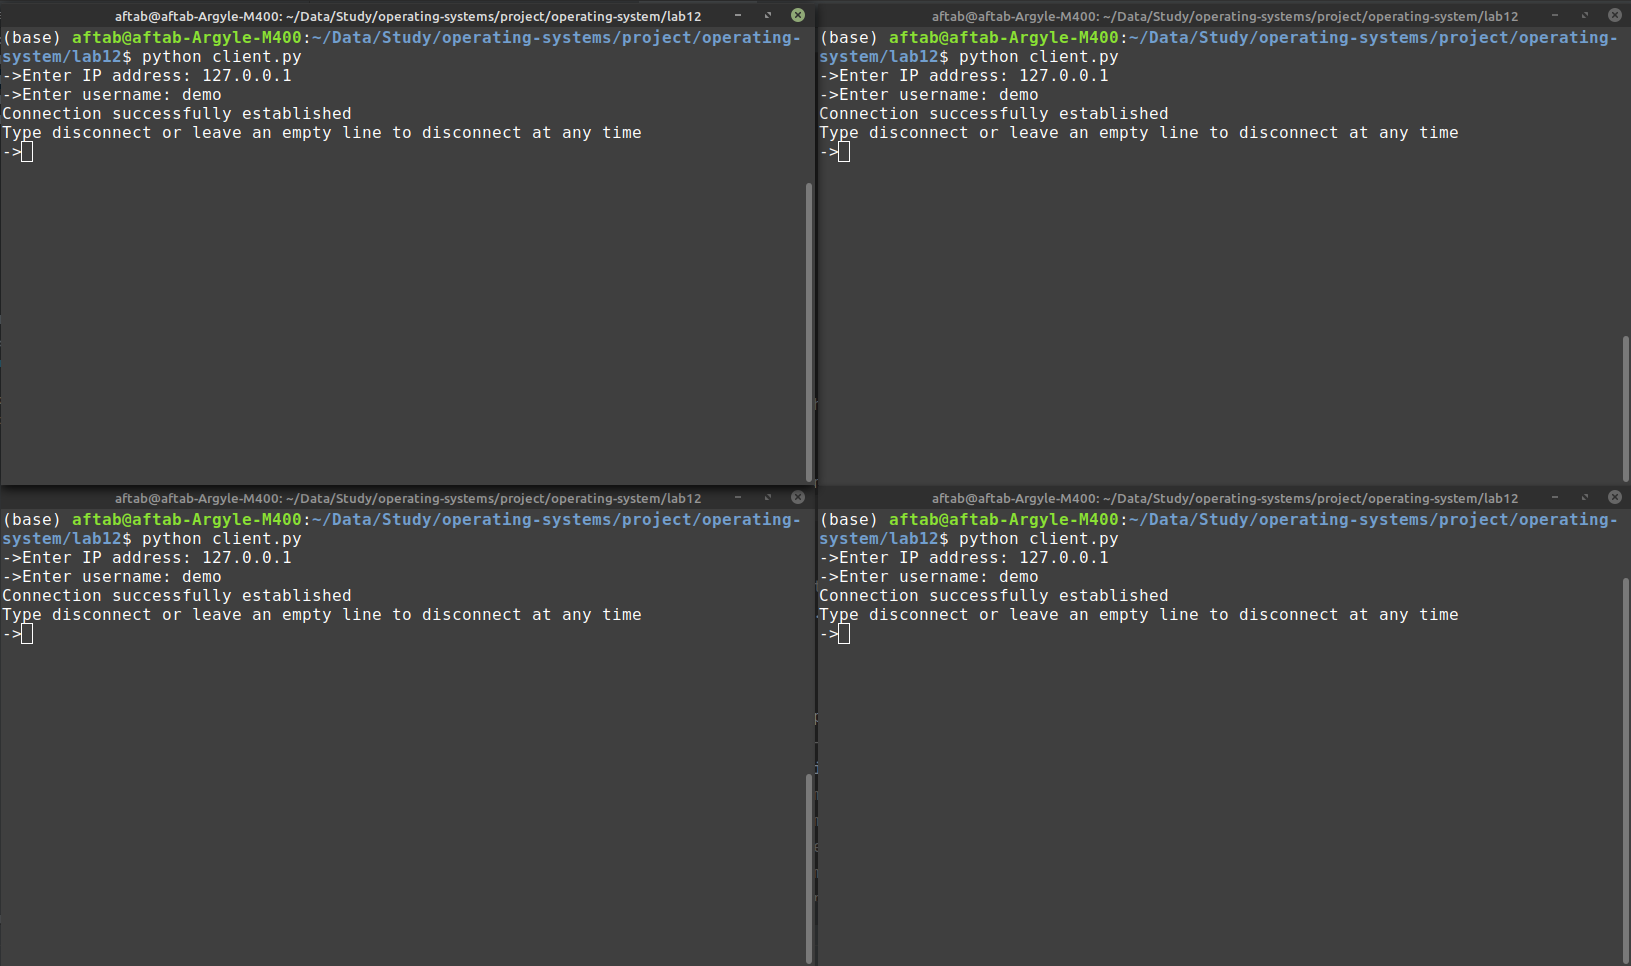 aftab@aftab-Argyle-M400: ~/Data/Study/operating-systems/project/operating-system/lab12
(base) aftab@aftab-Argyle-M400:~/Data/Study/operating-systems/project/operating-
system/lab12$ python client.py
->Enter IP address: 127.0.0.1
->Enter username: demo
Connection successfully established
Type disconnect or leave an empty line to disconnect at any time
->
aftab@aftab-Argyle-M400: ~/Data/Study/operating-systems/project/operating-system/lab12
(base) aftab@aftab-Argyle-M400:~/Data/Study/operating-systems/project/operating-
system/lab12$ python client.py
->Enter IP address: 127.0.0.1
->Enter username: demo
Connection successfully established
Type disconnect or leave an empty line to disconnect at any time
->
aftab@aftab-Argyle-M400: ~/Data/Study/operating-systems/project/operating-system/lab12
(base) aftab@aftab-Argyle-M400:~/Data/Study/operating-systems/project/operating-
system/lab12$ python client.py
->Enter IP address: 127.0.0.1
->Enter username: demo
Connection successfully established
Type disconnect or leave an empty line to disconnect at any time
->
aftab@aftab-Argyle-M400: ~/Data/Study/operating-systems/project/operating-system/lab12
(base) aftab@aftab-Argyle-M400:~/Data/Study/operating-systems/project/operating-
system/lab12$ python client.py
->Enter IP address: 127.0.0.1
->Enter username: demo
Connection successfully established
Type disconnect or leave an empty line to disconnect at any time
->